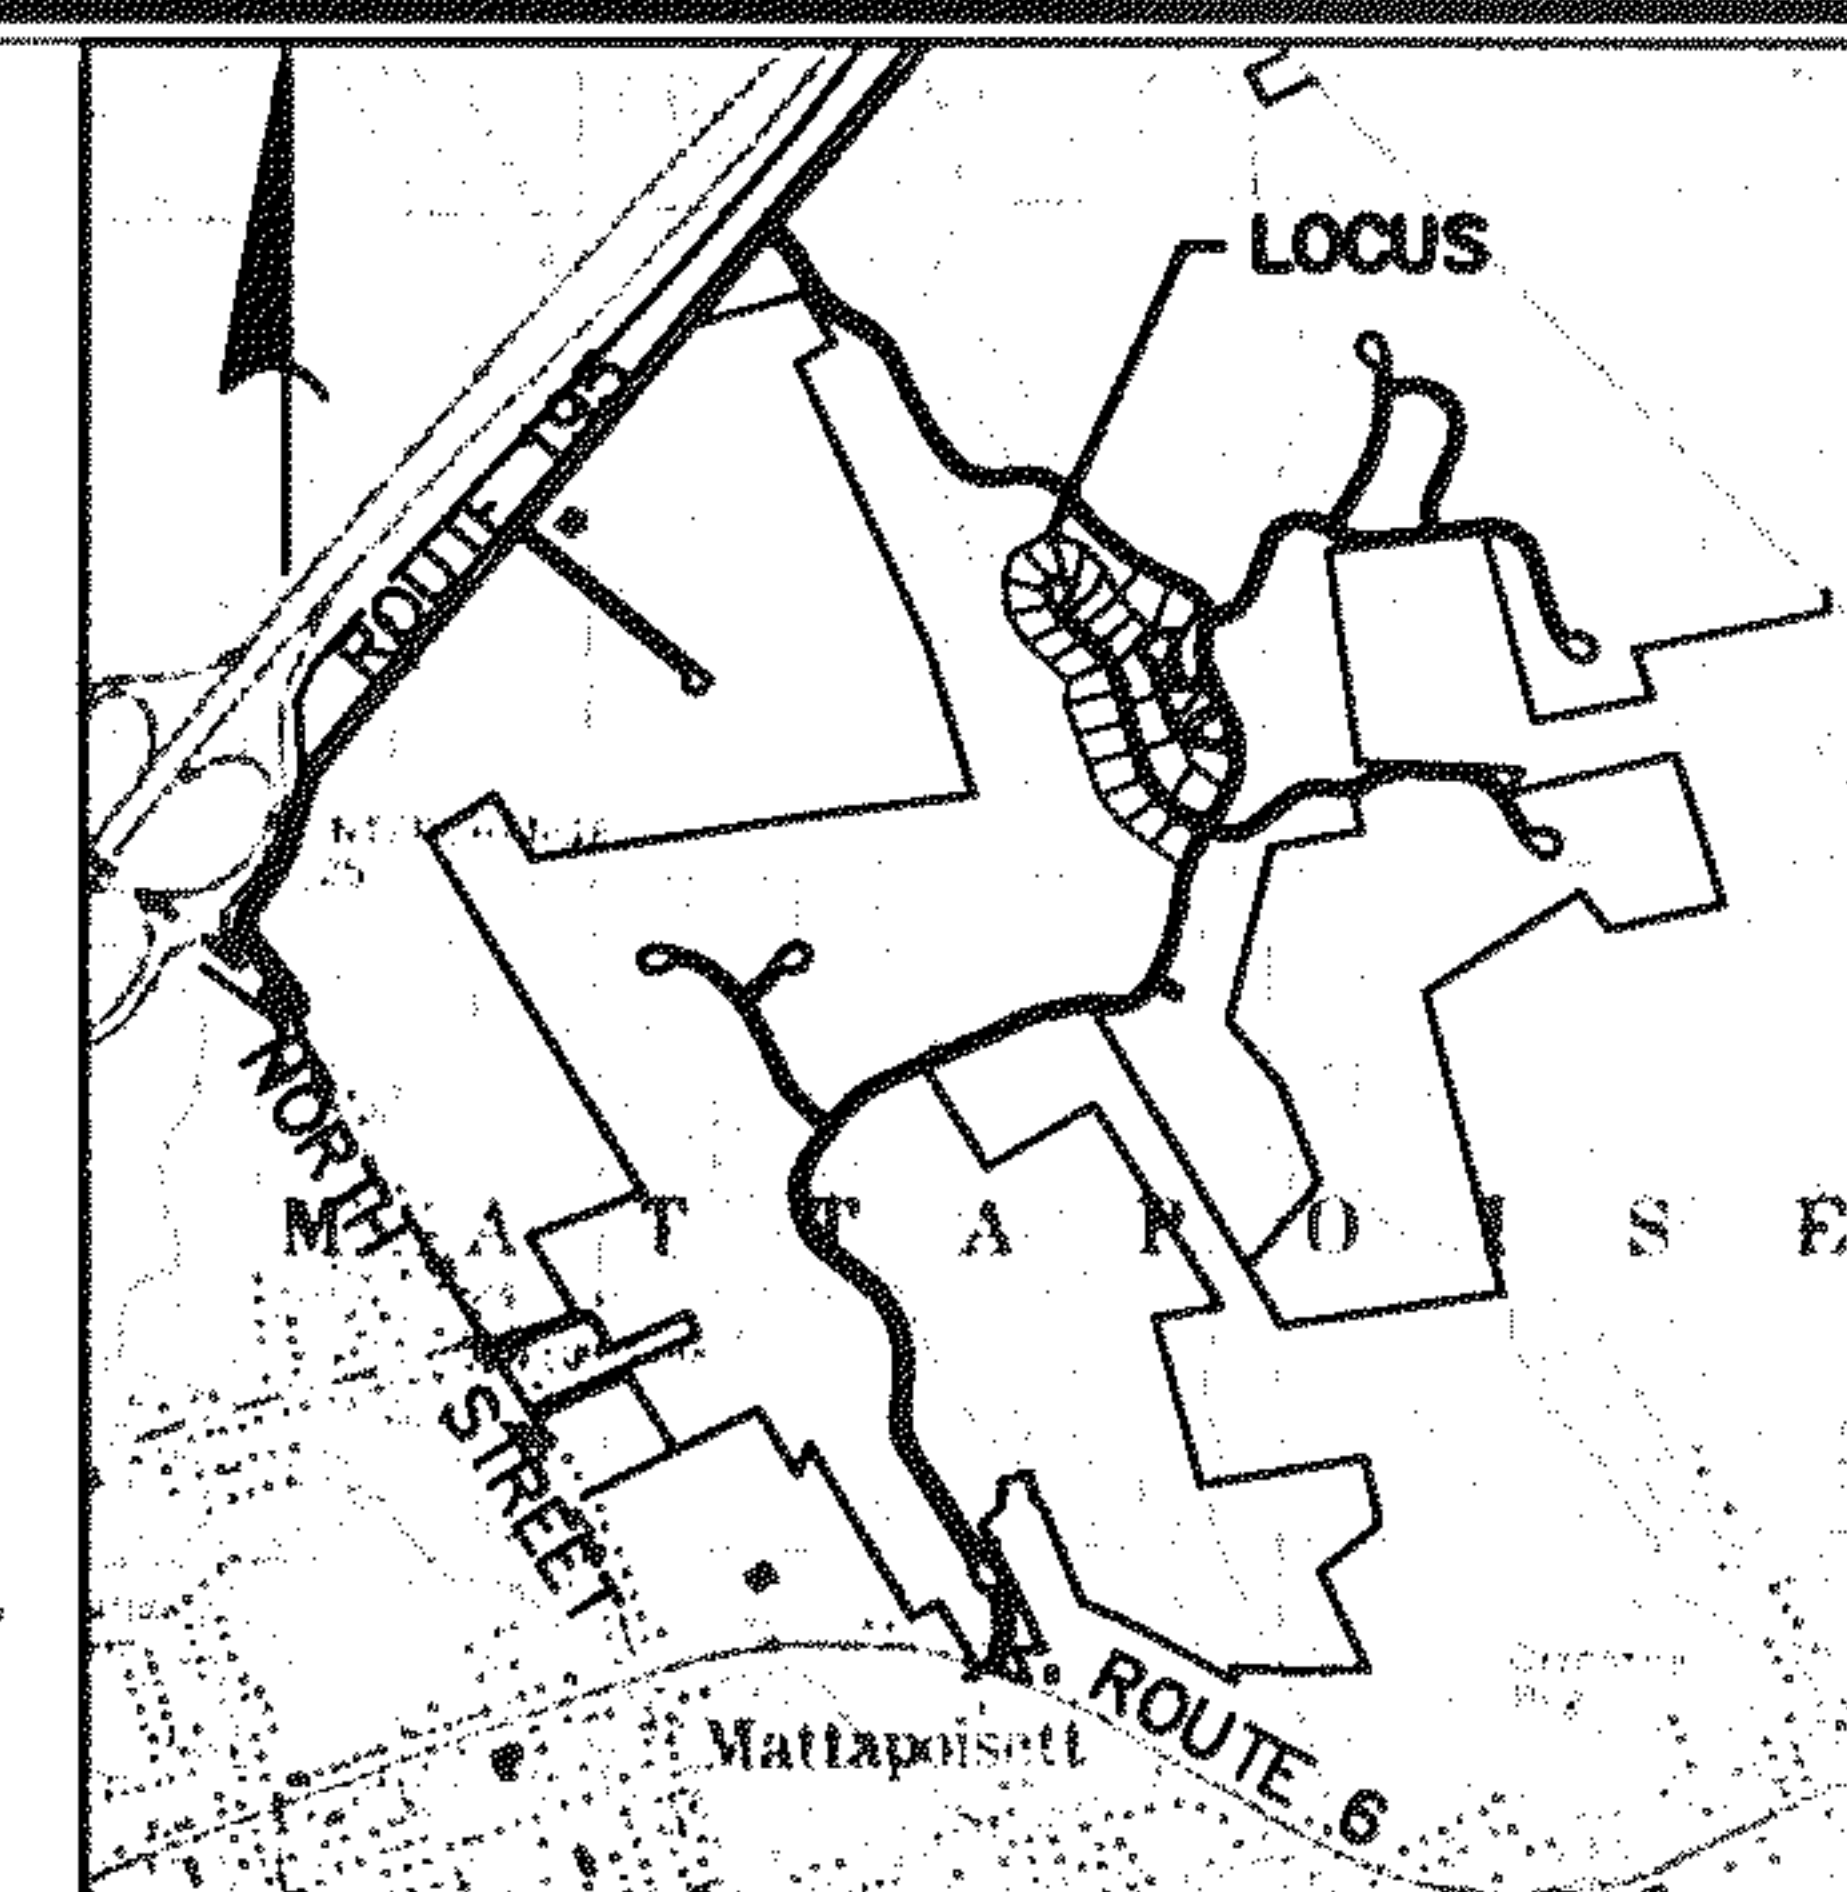 LOCUS
ROUTE 195
NORTH STREET
M A T T A P O I S E
Mattapoisett
ROUTE 6